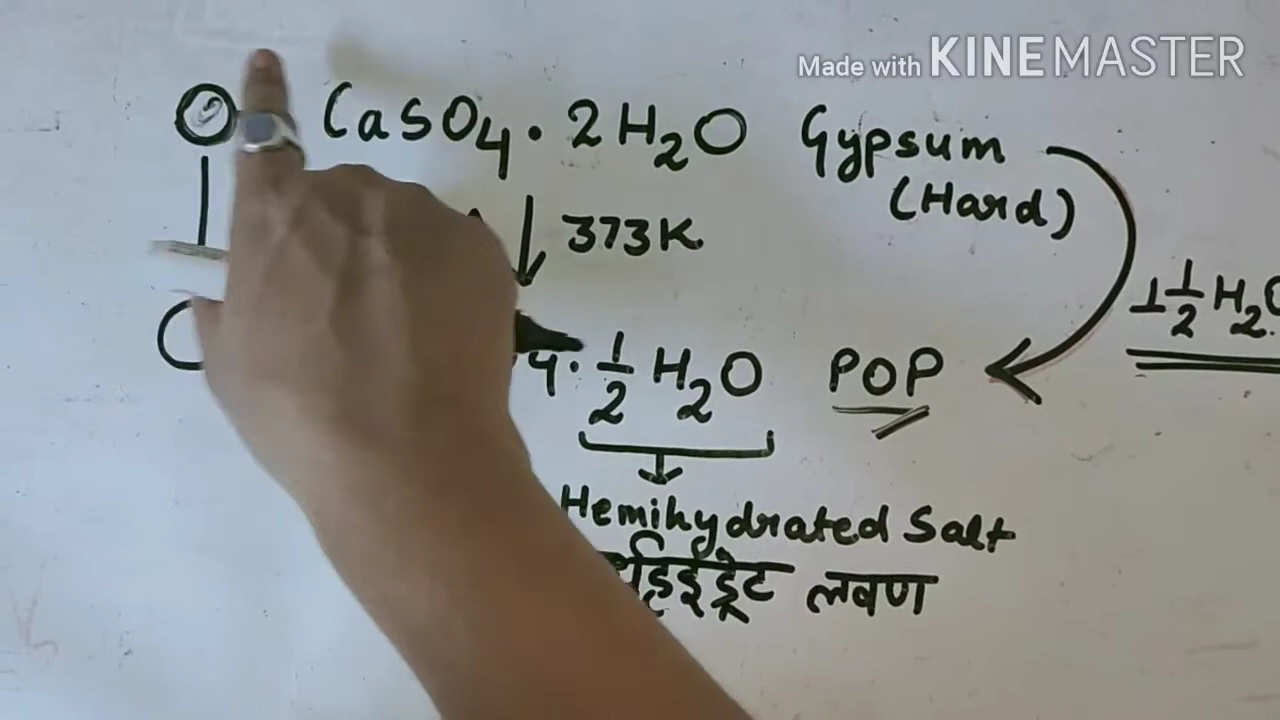 Made with KINEMASTER
CaSO4 · 2H2O Gypsum
(Hard)
373K
1 1/2 H2O
4 · 1/2 H2O POP
Hemihydrated Salt
लवण